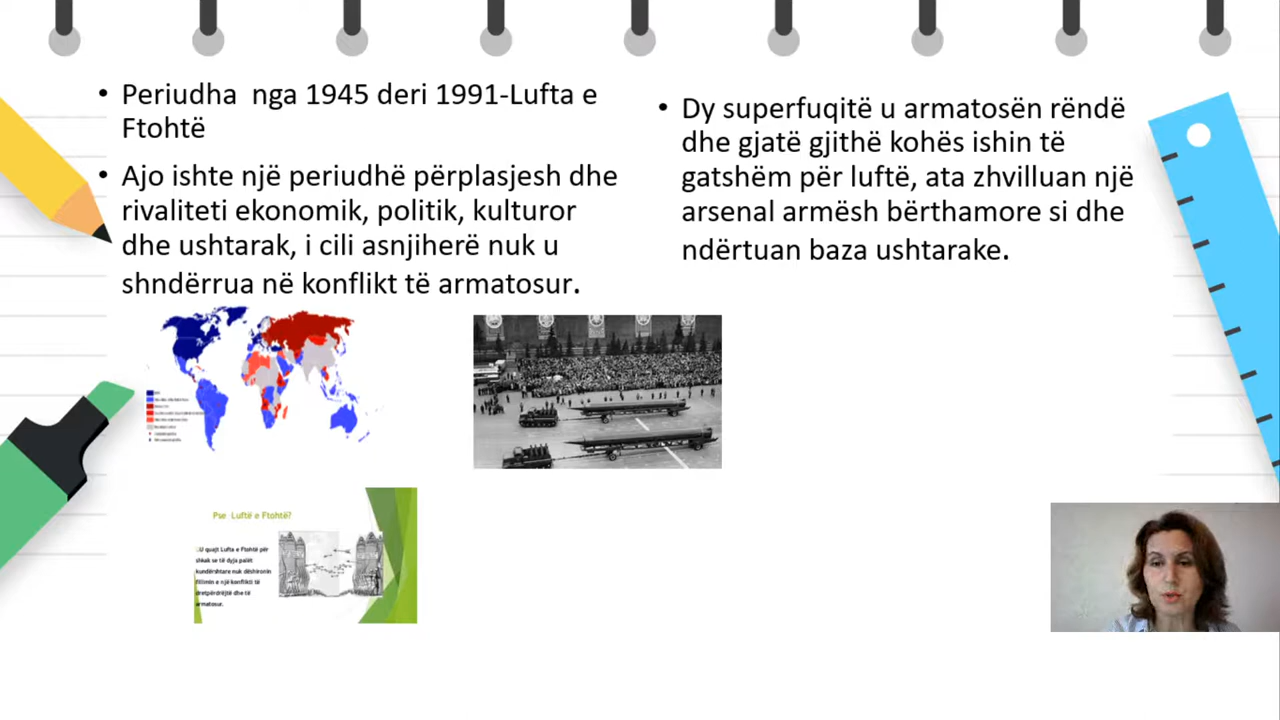 • Periudha  nga 1945 deri 1991-Lufta e
Ftohtë
• Ajo ishte një periudhë përplasjesh dhe
rivaliteti ekonomik, politik, kulturor
dhe ushtarak, i cili asnjiherë nuk u
shndërrua në konflikt të armatosur.
• Dy superfuqitë u armatosën rëndë
dhe gjatë gjithë kohës ishin të
gatshëm për luftë, ata zhvilluan një
arsenal armësh bërthamore si dhe
ndërtuan baza ushtarake.
Pse Luftë e Ftohtë?
U quajt Lufta e Ftohtë për
shkak se të dyja palët
kundërshtare nuk dëshironin
fillimin e një konflikti të
drejtpërdrejtë dhe të
armatosur.